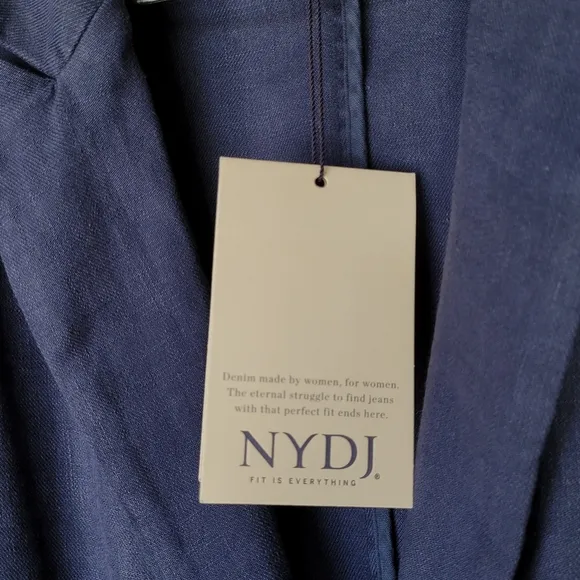 Denim made by women, for women.
The eternal struggle to find jeans
with that perfect fit ends here.
NYDJ®
FIT IS EVERYTHING